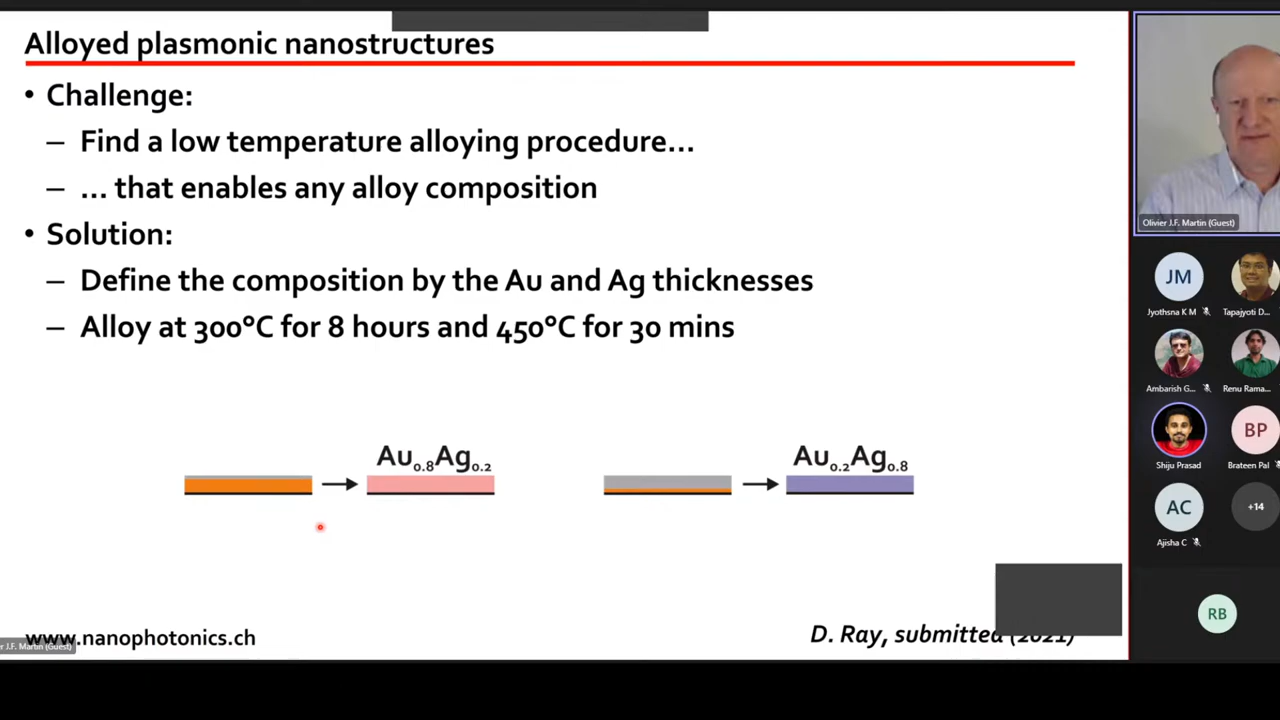 Alloyed plasmonic nanostructures
• Challenge:
– Find a low temperature alloying procedure...
– ... that enables any alloy composition
• Solution:
– Define the composition by the Au and Ag thicknesses
– Alloy at 300°C for 8 hours and 450°C for 30 mins
Au0.8Ag0.2
Au0.2Ag0.8
www.nanophotonics.ch
D. Ray, submitted (2021)
r J.F. Martin (Guest)
Olivier J.F. Martin (Guest)
JM
Jyothsna K M
Tapajyoti D...
Ambarish G...
Renu Rama...
Shiju Prasad
BP
Brateen Pal
AC
Ajisha C
+14
RB